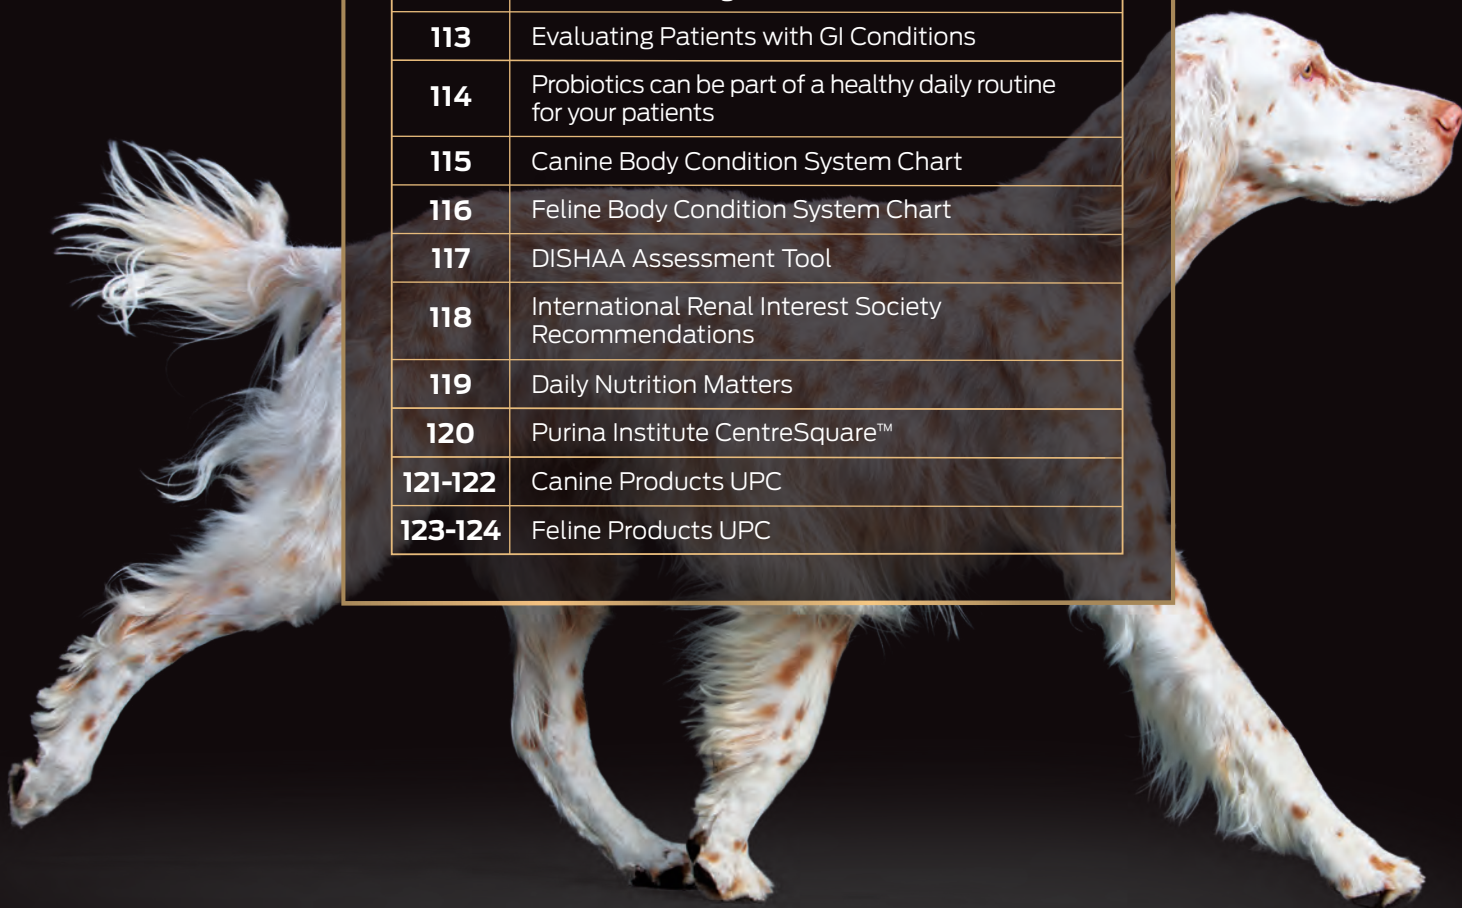 113 Evaluating Patients with GI Conditions
114 Probiotics can be part of a healthy daily routine
for your patients
115 Canine Body Condition System Chart
116 Feline Body Condition System Chart
117 DISHAA Assessment Tool
118 International Renal Interest Society
Recommendations
119 Daily Nutrition Matters
120 Purina Institute CentreSquare™
121-122 Canine Products UPC
123-124 Feline Products UPC